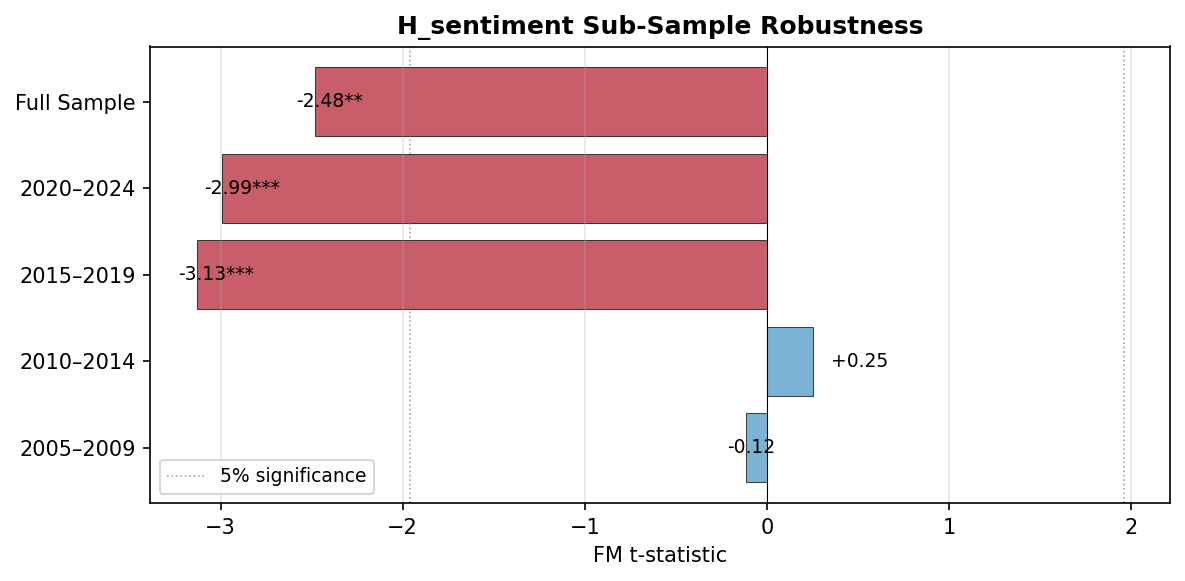 H_sentiment Sub-Sample Robustness
Full Sample
-2.48**
2020–2024
-2.99***
2015–2019
-3.13***
2010–2014
+0.25
2005–2009
-0.12
5% significance
−3 −2 −1 0 1 2
FM t-statistic